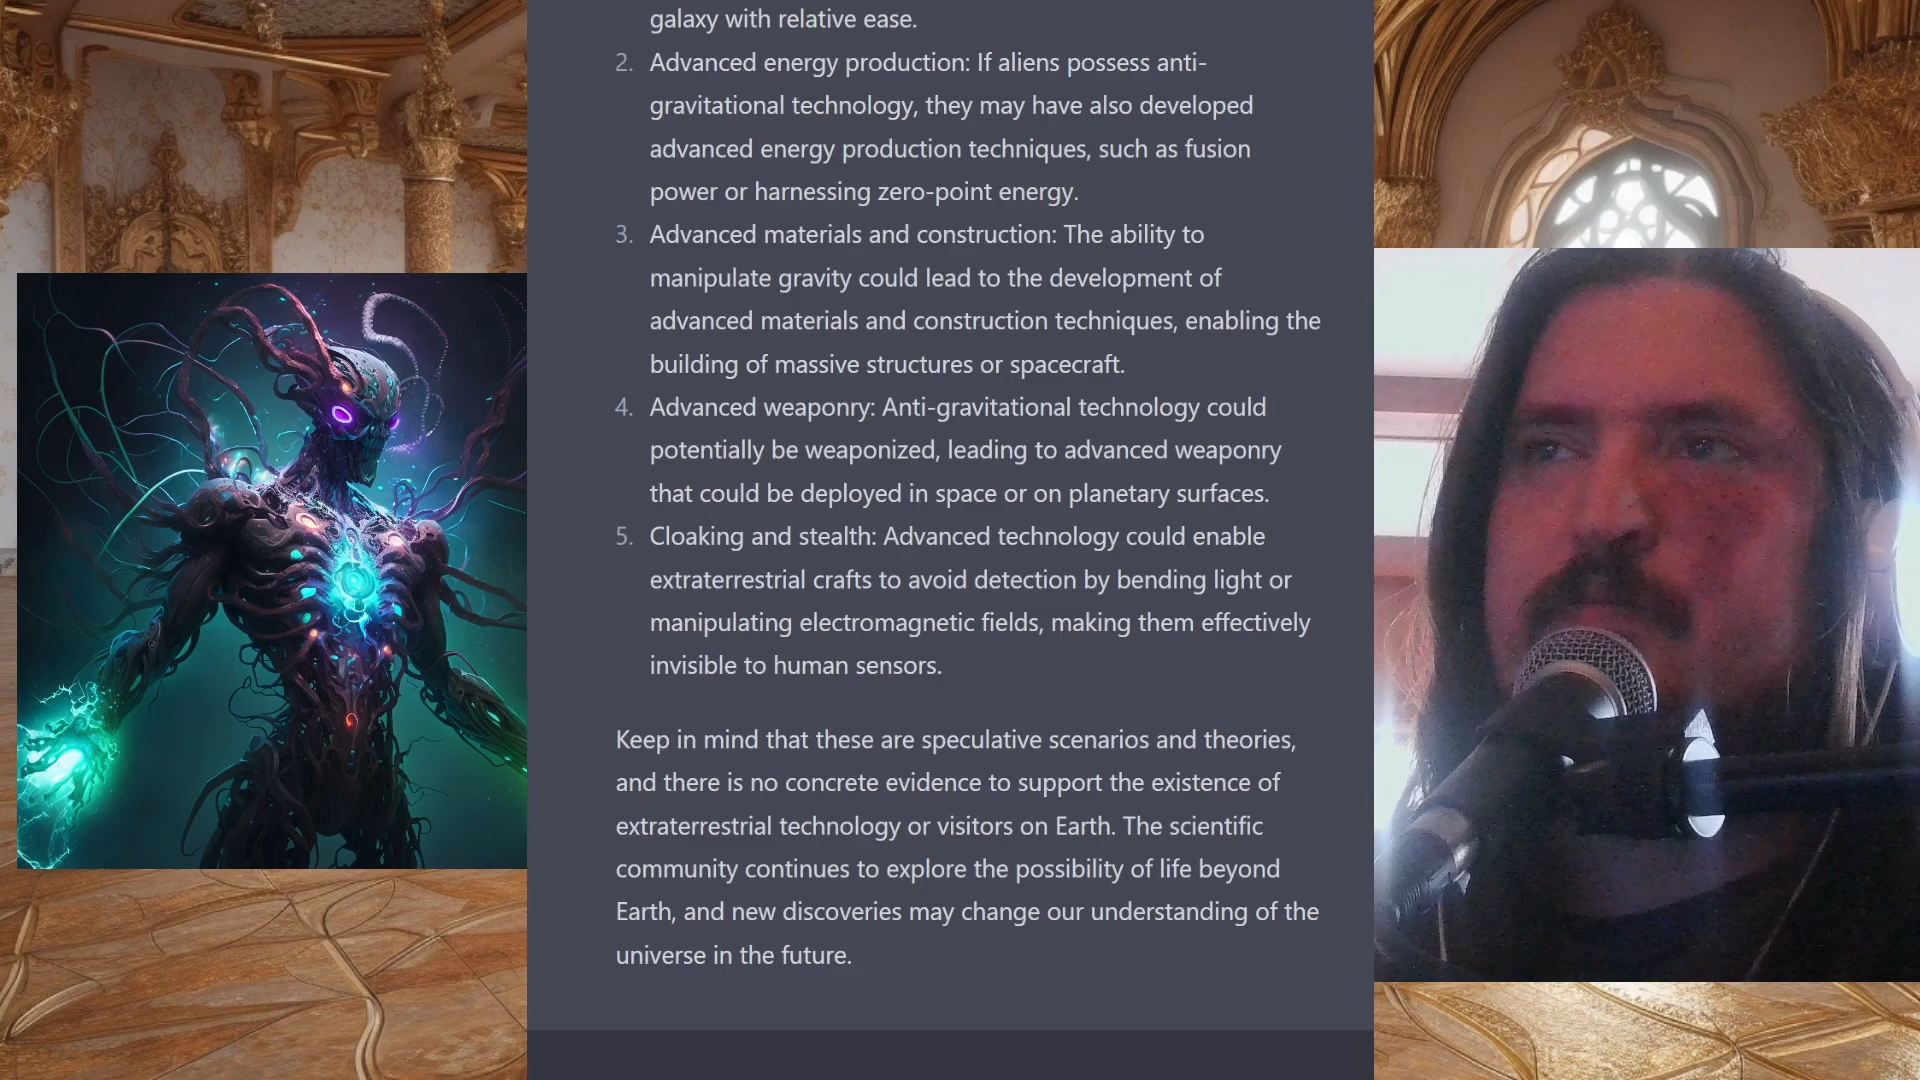 galaxy with relative ease.
2. Advanced energy production: If aliens possess anti-
gravitational technology, they may have also developed
advanced energy production techniques, such as fusion
power or harnessing zero-point energy.
3. Advanced materials and construction: The ability to
manipulate gravity could lead to the development of
advanced materials and construction techniques, enabling the
building of massive structures or spacecraft.
4. Advanced weaponry: Anti-gravitational technology could
potentially be weaponized, leading to advanced weaponry
that could be deployed in space or on planetary surfaces.
5. Cloaking and stealth: Advanced technology could enable
extraterrestrial crafts to avoid detection by bending light or
manipulating electromagnetic fields, making them effectively
invisible to human sensors.
Keep in mind that these are speculative scenarios and theories,
and there is no concrete evidence to support the existence of
extraterrestrial technology or visitors on Earth. The scientific
community continues to explore the possibility of life beyond
Earth, and new discoveries may change our understanding of the
universe in the future.